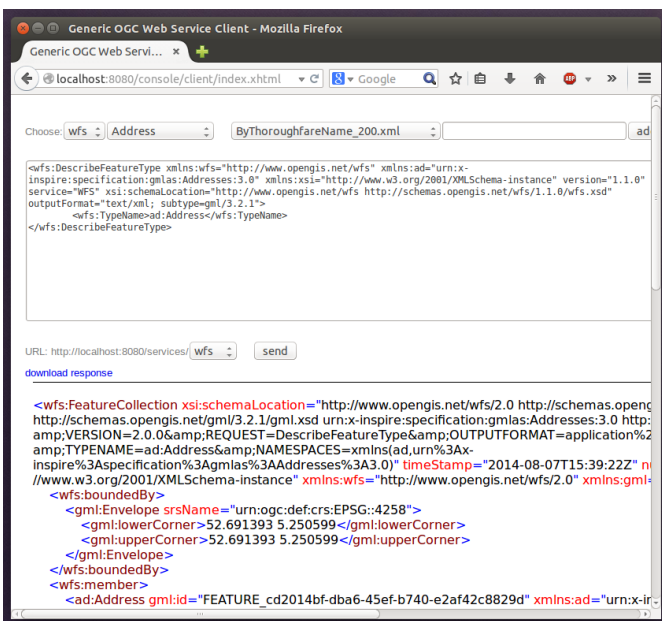 Generic OGC Web Service Client - Mozilla Firefox
Generic OGC Web Servi... ×
localhost:8080/console/client/index.xhtml
Google
Choose: wfs Address ByThoroughfareName_200.xml ad
<wfs:DescribeFeatureType xmlns:wfs="http://www.opengis.net/wfs" xmlns:ad="urn:x-
inspire:specification:gmlas:Addresses:3.0" xmlns:xsi="http://www.w3.org/2001/XMLSchema-instance" version="1.1.0"
service="WFS" xsi:schemaLocation="http://www.opengis.net/wfs http://schemas.opengis.net/wfs/1.1.0/wfs.xsd"
outputFormat="text/xml; subtype=gml/3.2.1">
<wfs:TypeName>ad:Address</wfs:TypeName>
</wfs:DescribeFeatureType>
URL: http://localhost:8080/services/ wfs send
download response
<wfs:FeatureCollection xsi:schemaLocation="http://www.opengis.net/wfs/2.0 http://schemas.openg
http://schemas.opengis.net/gml/3.2.1/gml.xsd urn:x-inspire:specification:gmlas:Addresses:3.0 http:
amp;VERSION=2.0.0&amp;REQUEST=DescribeFeatureType&amp;OUTPUTFORMAT=application%2
amp;TYPENAME=ad:Address&amp;NAMESPACES=xmlns(ad,urn%3Ax-
inspire%3Aspecification%3Agmlas%3AAddresses%3A3.0)" timeStamp="2014-08-07T15:39:22Z" nu
//www.w3.org/2001/XMLSchema-instance" xmlns:wfs="http://www.opengis.net/wfs/2.0" xmlns:gml=
<wfs:boundedBy>
<gml:Envelope srsName="urn:ogc:def:crs:EPSG::4258">
<gml:lowerCorner>52.691393 5.250599</gml:lowerCorner>
<gml:upperCorner>52.691393 5.250599</gml:upperCorner>
</gml:Envelope>
</wfs:boundedBy>
<wfs:member>
<ad:Address gml:id="FEATURE_cd2014bf-dba6-45ef-b740-e2af42c8829d" xmlns:ad="urn:x-in